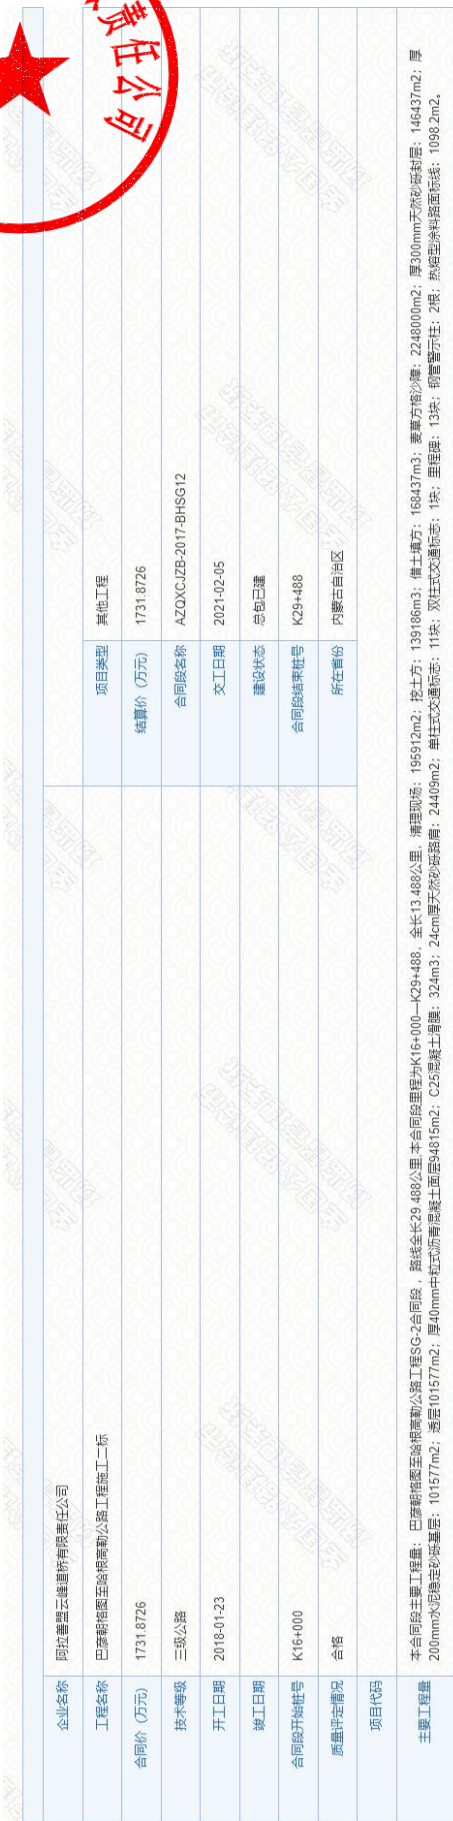 责任公司
企业名称 阿拉善盟云峰道桥有限责任公司
工程名称 巴彦朝格图至哈根高勒公路工程施工二标 项目类型 其他工程
合同价（万元） 1731.8726 结算价（万元） 1731.8726
技术等级 三级公路 合同段名称 AZQXCJZB-2017-BHSG12
开工日期 2018-01-23 交工日期 2021-02-05
竣工日期 建设状态 总包已建
合同段开始桩号 K16+000 合同段结束桩号 K29+488
质量评定情况 合格 所在省份 内蒙古自治区
项目代码
主要工程量 本合同段主要工程量： 巴彦朝格图至哈根高勒公路工程SG-2合同段，路线全长29.488公里,本合同段里程为K16+000—K29+488，全长13.488公里，清理现场：195912m2；挖土方：139186m3；借土填方：168437m3；麦草方格沙障：2248000m2；厚300mm天然砂砾封层：146437m2；厚
200mm水泥稳定砂砾基层：101577m2；透层101577m2；厚40mm中粒式沥青混凝土面层94815m2；C25混凝土滑膜：324m3；24cm厚天然砂砾路肩：24409m2；单柱式交通标志：11块；双柱式交通标志：1块；里程碑：13块；钢管警示柱：2根；热熔型涂料路面标线：1098.2m2。